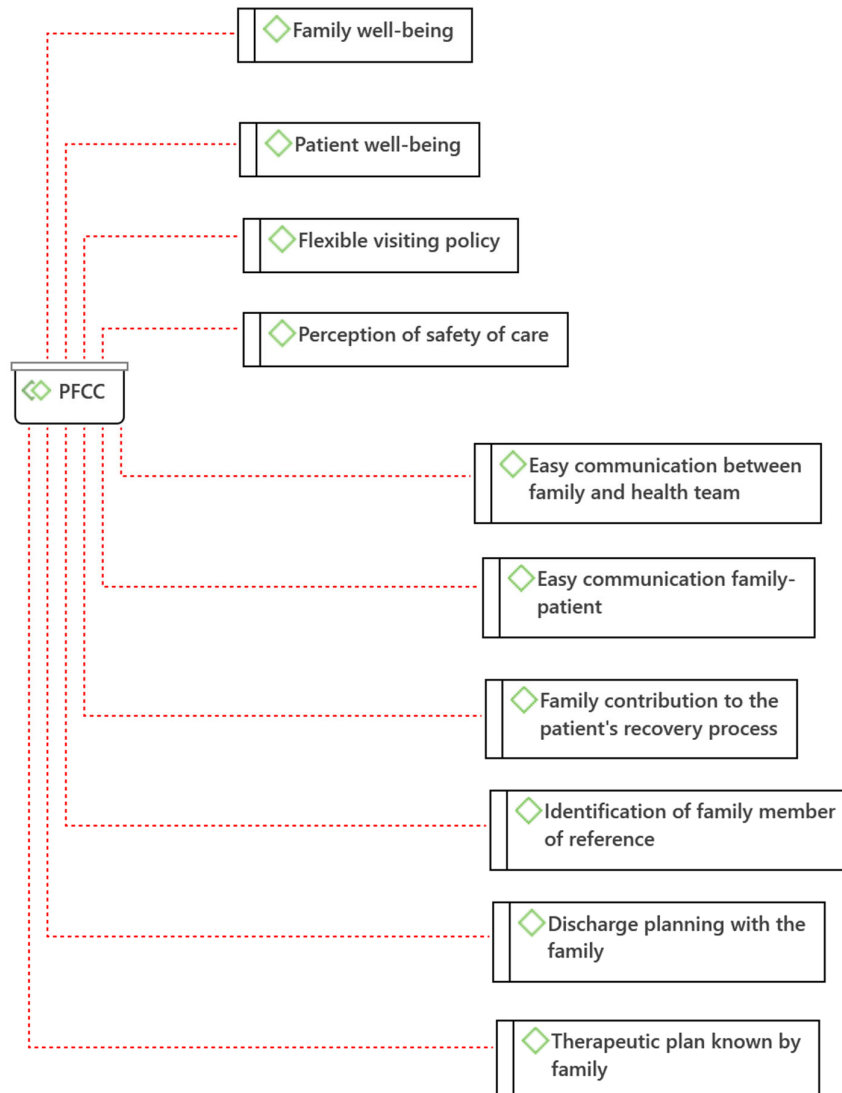 Family well-being
Patient well-being
Flexible visiting policy
Perception of safety of care
PFCC
Easy communication between
family and health team
Easy communication family-
patient
Family contribution to the
patient's recovery process
Identification of family member
of reference
Discharge planning with the
family
Therapeutic plan known by
family